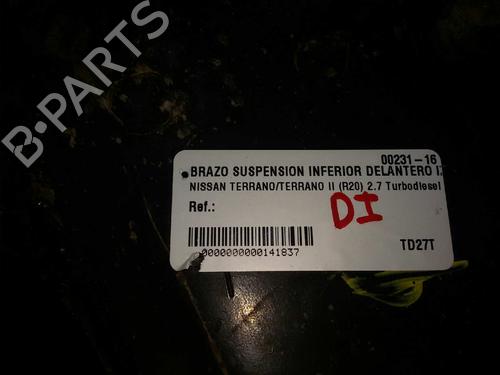 B-PARTS
00231-16
BRAZO SUSPENSION INFERIOR DELANTERO
NISSAN TERRANO/TERRANO II (R20) 2.7 Turbodiesel
Ref.:
DI
0000000000141837
TD27T